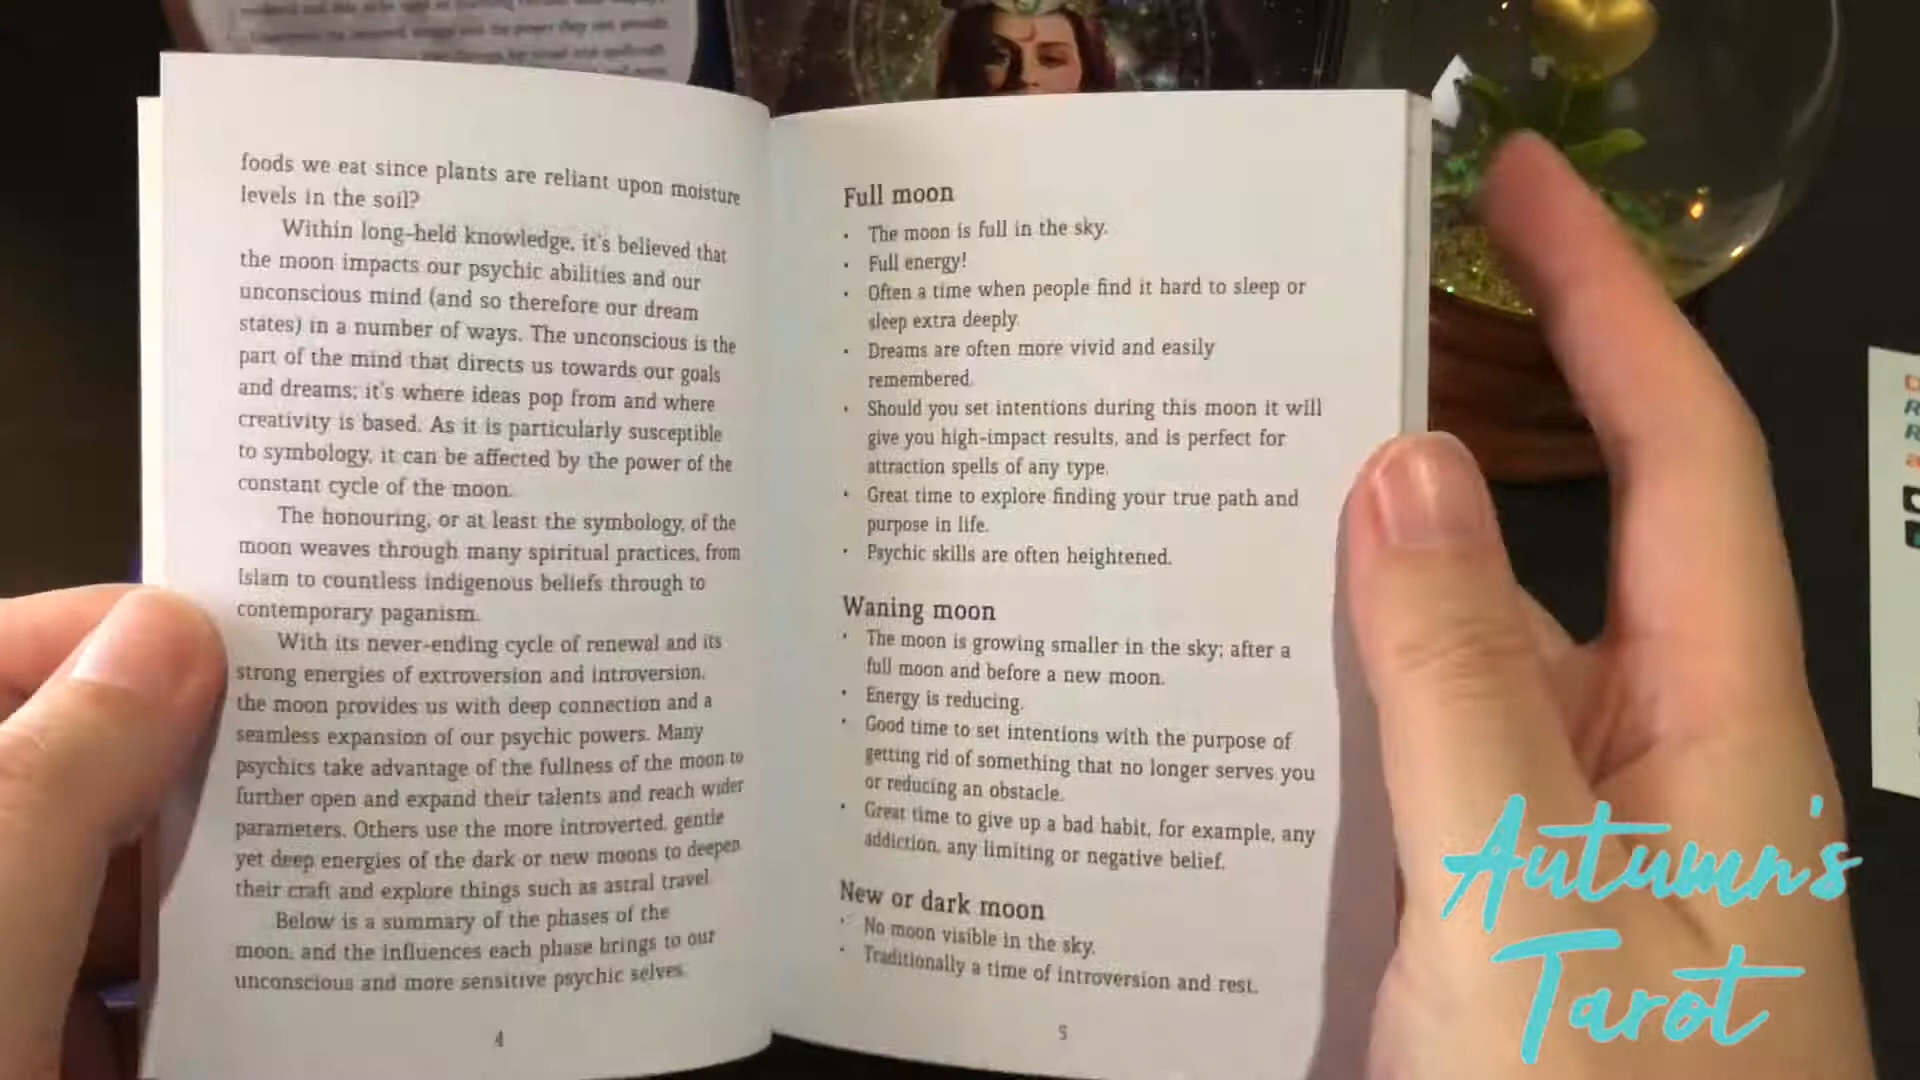 foods we eat since plants are reliant upon moisture
levels in the soil?
Within long-held knowledge, it's believed that
the moon impacts our psychic abilities and our
unconscious mind (and so therefore our dream
states) in a number of ways. The unconscious is the
part of the mind that directs us towards our goals
and dreams; it's where ideas pop from and where
creativity is based. As it is particularly susceptible
to symbology, it can be affected by the power of the
constant cycle of the moon.
The honouring, or at least the symbology, of the
moon weaves through many spiritual practices, from
Islam to countless indigenous beliefs through to
contemporary paganism.
With its never-ending cycle of renewal and its
strong energies of extroversion and introversion,
the moon provides us with deep connection and a
seamless expansion of our psychic powers. Many
psychics take advantage of the fullness of the moon to
further open and expand their talents and reach wider
parameters. Others use the more introverted, gentle
yet deep energies of the dark or new moons to deepen
their craft and explore things such as astral travel.
Below is a summary of the phases of the
moon, and the influences each phase brings to our
unconscious and more sensitive psychic selves.
4
Full moon
• The moon is full in the sky.
• Full energy!
• Often a time when people find it hard to sleep or
sleep extra deeply.
• Dreams are often more vivid and easily
remembered.
• Should you set intentions during this moon it will
give you high-impact results, and is perfect for
attraction spells of any type.
• Great time to explore finding your true path and
purpose in life.
• Psychic skills are often heightened.
Waning moon
• The moon is growing smaller in the sky; after a
full moon and before a new moon.
• Energy is reducing.
• Good time to set intentions with the purpose of
getting rid of something that no longer serves you
or reducing an obstacle.
• Great time to give up a bad habit, for example, any
addiction, any limiting or negative belief.
New or dark moon
• No moon visible in the sky.
• Traditionally a time of introversion and rest.
5
Autumn's
Tarot